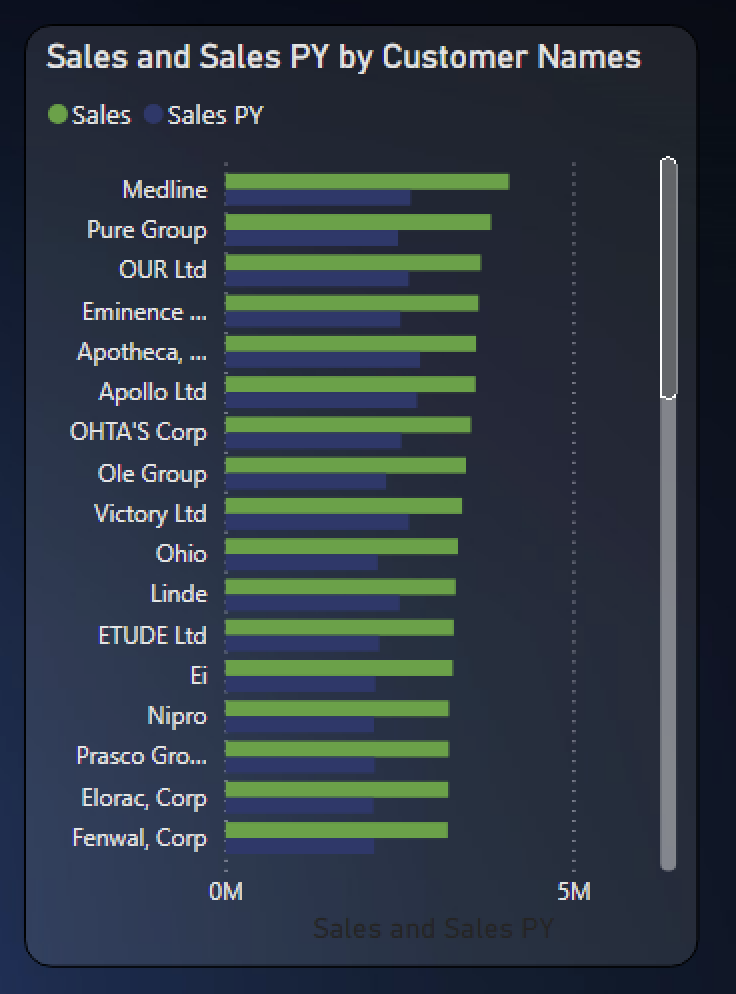 Sales and Sales PY by Customer Names
Sales Sales PY
Medline
Pure Group
OUR Ltd
Eminence ...
Apotheca, ...
Apollo Ltd
OHTA'S Corp
Ole Group
Victory Ltd
Ohio
Linde
ETUDE Ltd
Ei
Nipro
Prasco Gro...
Elorac, Corp
Fenwal, Corp
0M 5M
Sales and Sales PY